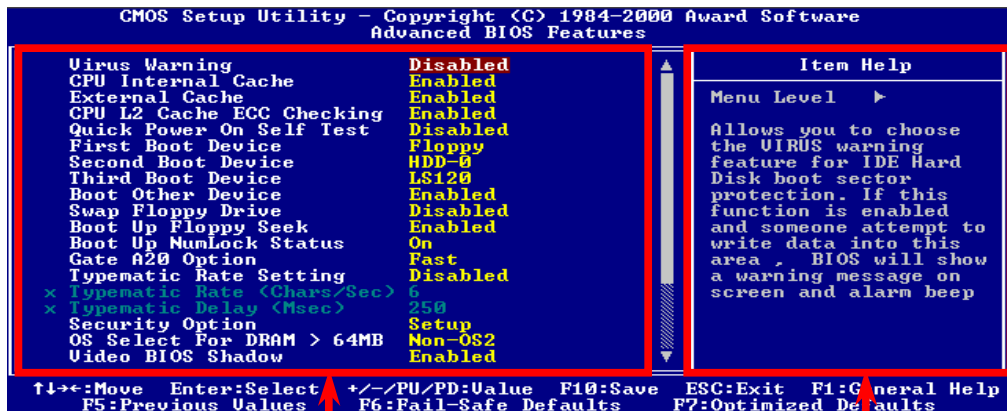 CMOS Setup Utility – Copyright (C) 1984-2000 Award Software
Advanced BIOS Features
Virus Warning Disabled
CPU Internal Cache Enabled
External Cache Enabled
CPU L2 Cache ECC Checking Enabled
Quick Power On Self Test Disabled
First Boot Device Floppy
Second Boot Device HDD-0
Third Boot Device LS120
Boot Other Device Enabled
Swap Floppy Drive Disabled
Boot Up Floppy Seek Enabled
Boot Up NumLock Status On
Gate A20 Option Fast
Typematic Rate Setting Disabled
x Typematic Rate (Chars/Sec) 6
x Typematic Delay (Msec) 250
Security Option Setup
OS Select For DRAM > 64MB Non-OS2
Video BIOS Shadow Enabled
Item Help
Menu Level ►
Allows you to choose
the VIRUS warning
feature for IDE Hard
Disk boot sector
protection. If this
function is enabled
and someone attempt to
write data into this
area , BIOS will show
a warning message on
screen and alarm beep
↑↓→←:Move Enter:Select +/-/PU/PD:Value F10:Save ESC:Exit F1:General Help
F5:Previous Values F6:Fail-Safe Defaults F7:Optimized Defaults